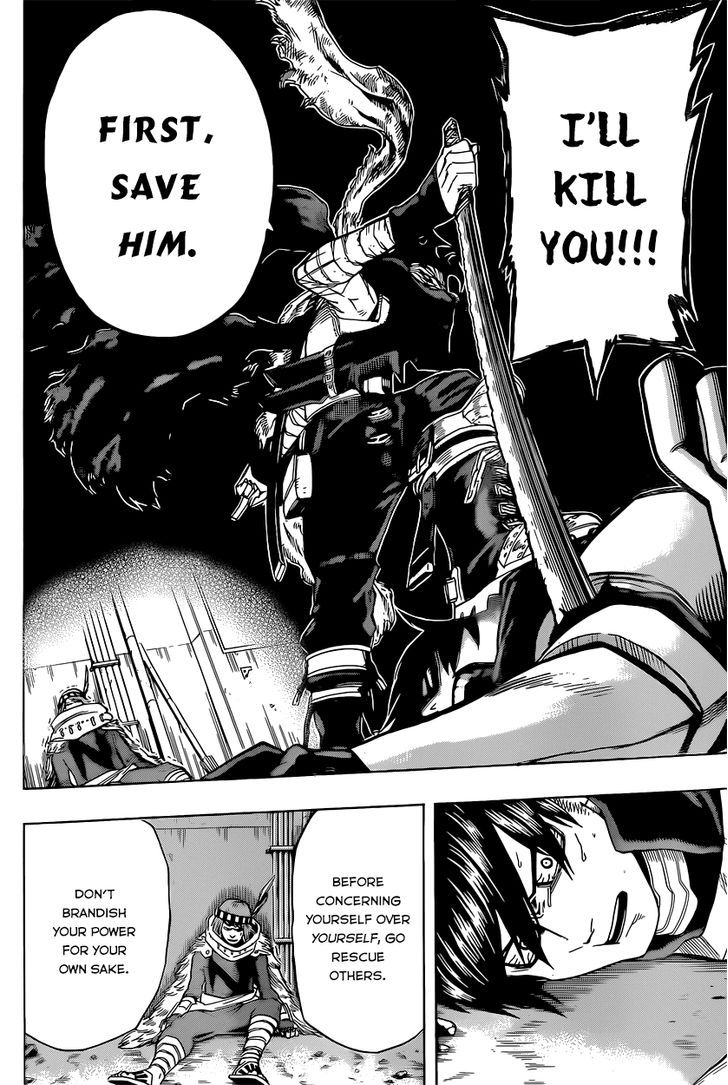 I'LL
KILL
YOU!!!
FIRST,
SAVE
HIM.
BEFORE
CONCERNING
YOURSELF OVER
YOURSELF, GO
RESCUE
OTHERS.
DON'T
BRANDISH
YOUR POWER
FOR YOUR
OWN SAKE.